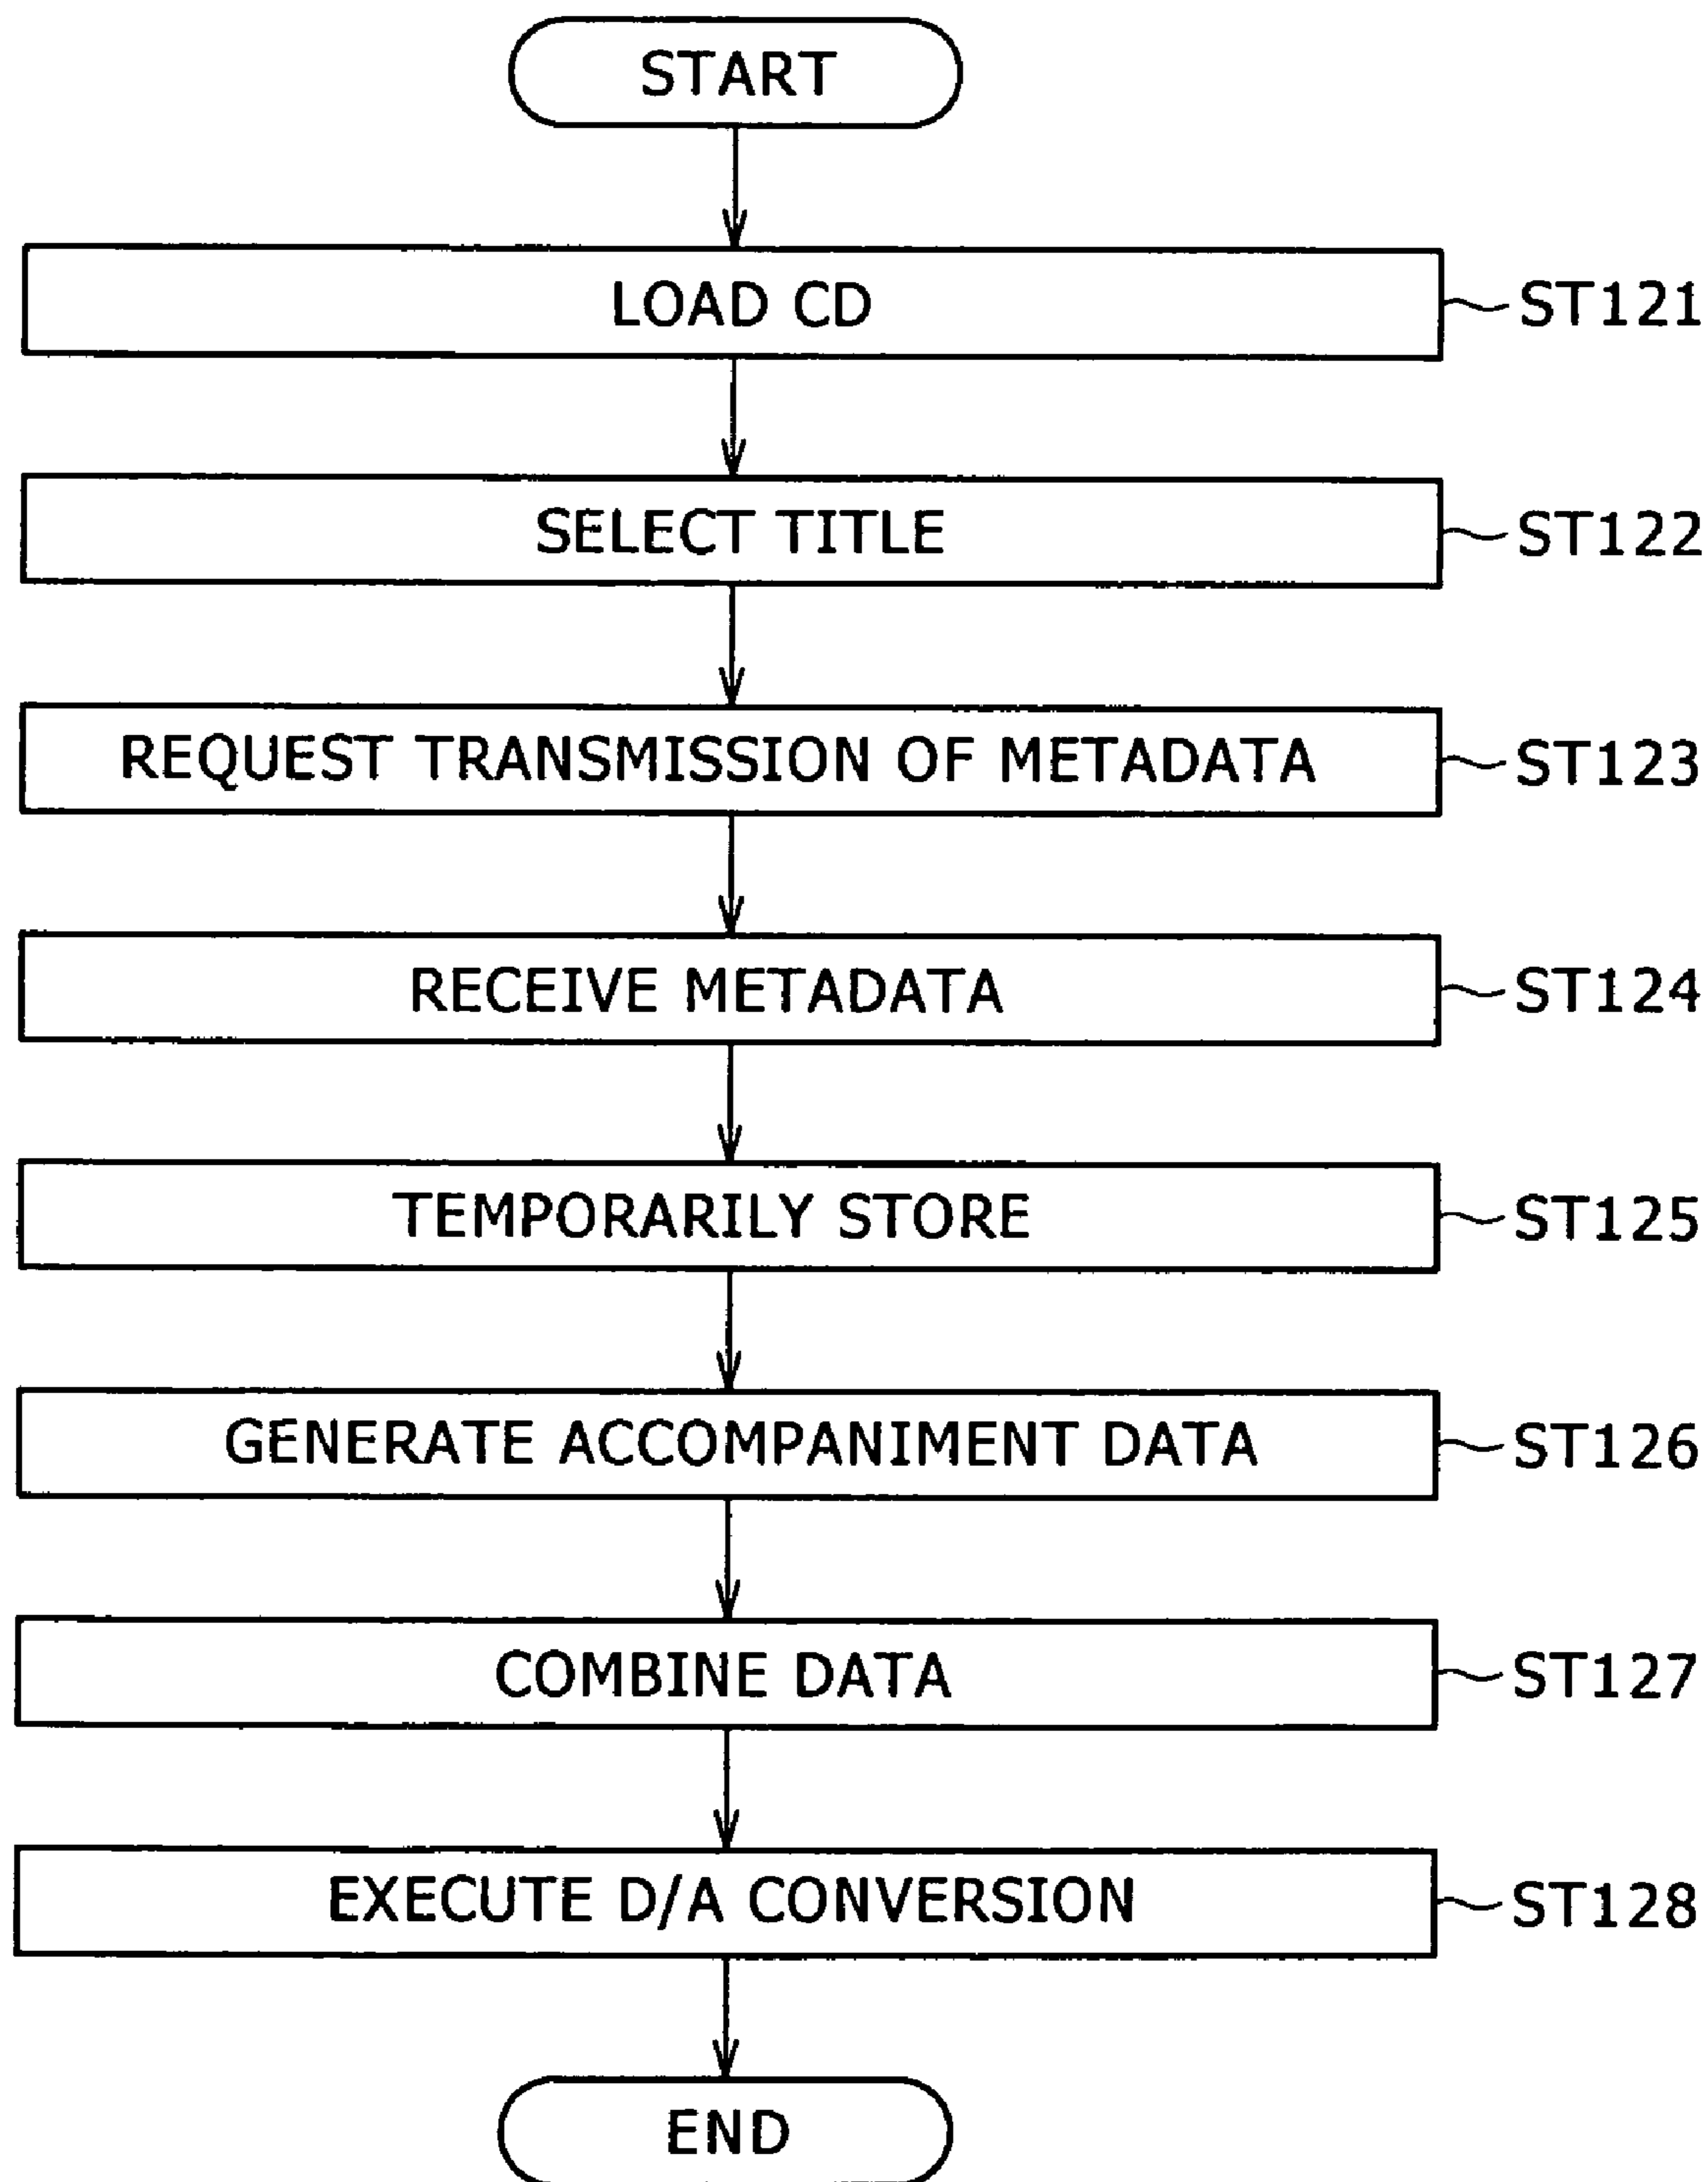 START
LOAD CD ST121
SELECT TITLE ST122
REQUEST TRANSMISSION OF METADATA ST123
RECEIVE METADATA ST124
TEMPORARILY STORE ST125
GENERATE ACCOMPANIMENT DATA ST126
COMBINE DATA ST127
EXECUTE D/A CONVERSION ST128
END